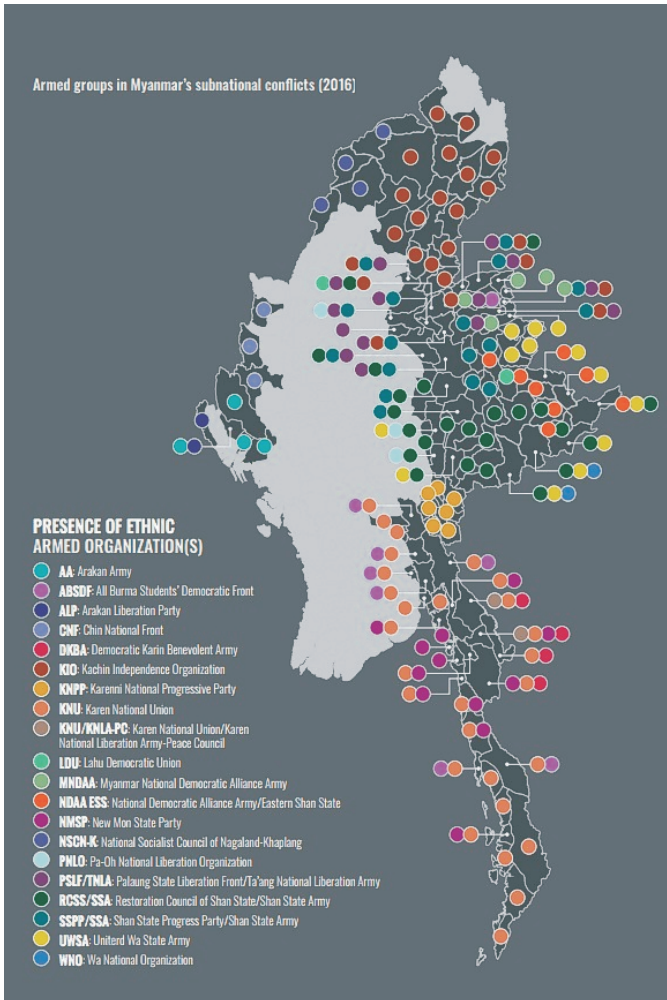 Armed groups in Myanmar's subnational conflicts (2016)
PRESENCE OF ETHNIC
ARMED ORGANIZATION(S)
AA: Arakan Army
ABSDF: All Burma Students' Democratic Front
ALP: Arakan Liberation Party
CNF: Chin National Front
DKBA: Democratic Karin Benevolent Army
KIO: Kachin Independence Organization
KNPP: Karenni National Progressive Party
KNU: Karen National Union
KNU/KNLA-PC: Karen National Union/Karen
National Liberation Army-Peace Council
LDU: Lahu Democratic Union
MNDAA: Myanmar National Democratic Alliance Army
NDAA ESS: National Democratic Alliance Army/Eastern Shan State
NMSP: New Mon State Party
NSCN-K: National Socialist Council of Nagaland-Khaplang
PNLO: Pa-Oh National Liberation Organization
PSLF/TNLA: Palaung State Liberation Front/Ta'ang National Liberation Army
RCSS/SSA: Restoration Council of Shan State/Shan State Army
SSPP/SSA: Shan State Progress Party/Shan State Army
UWSA: Uniterd Wa State Army
WNO: Wa National Organization